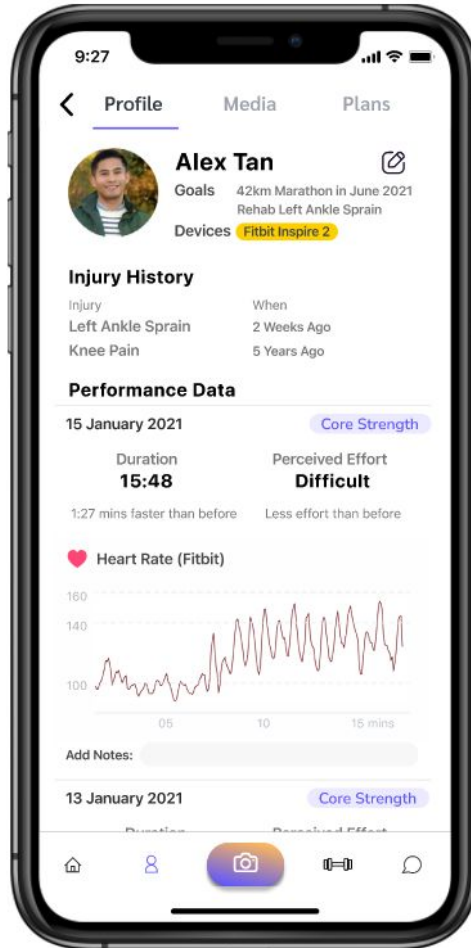 9:27
Profile Media Plans
Alex Tan
Goals 42km Marathon in June 2021
Rehab Left Ankle Sprain
Devices Fitbit Inspire 2
Injury History
Injury When
Left Ankle Sprain 2 Weeks Ago
Knee Pain 5 Years Ago
Performance Data
15 January 2021 Core Strength
Duration Perceived Effort
15:48 Difficult
1:27 mins faster than before Less effort than before
Heart Rate (Fitbit)
160
140
100
05 10 15 mins
Add Notes:
13 January 2021 Core Strength
Duration Perceived Effort